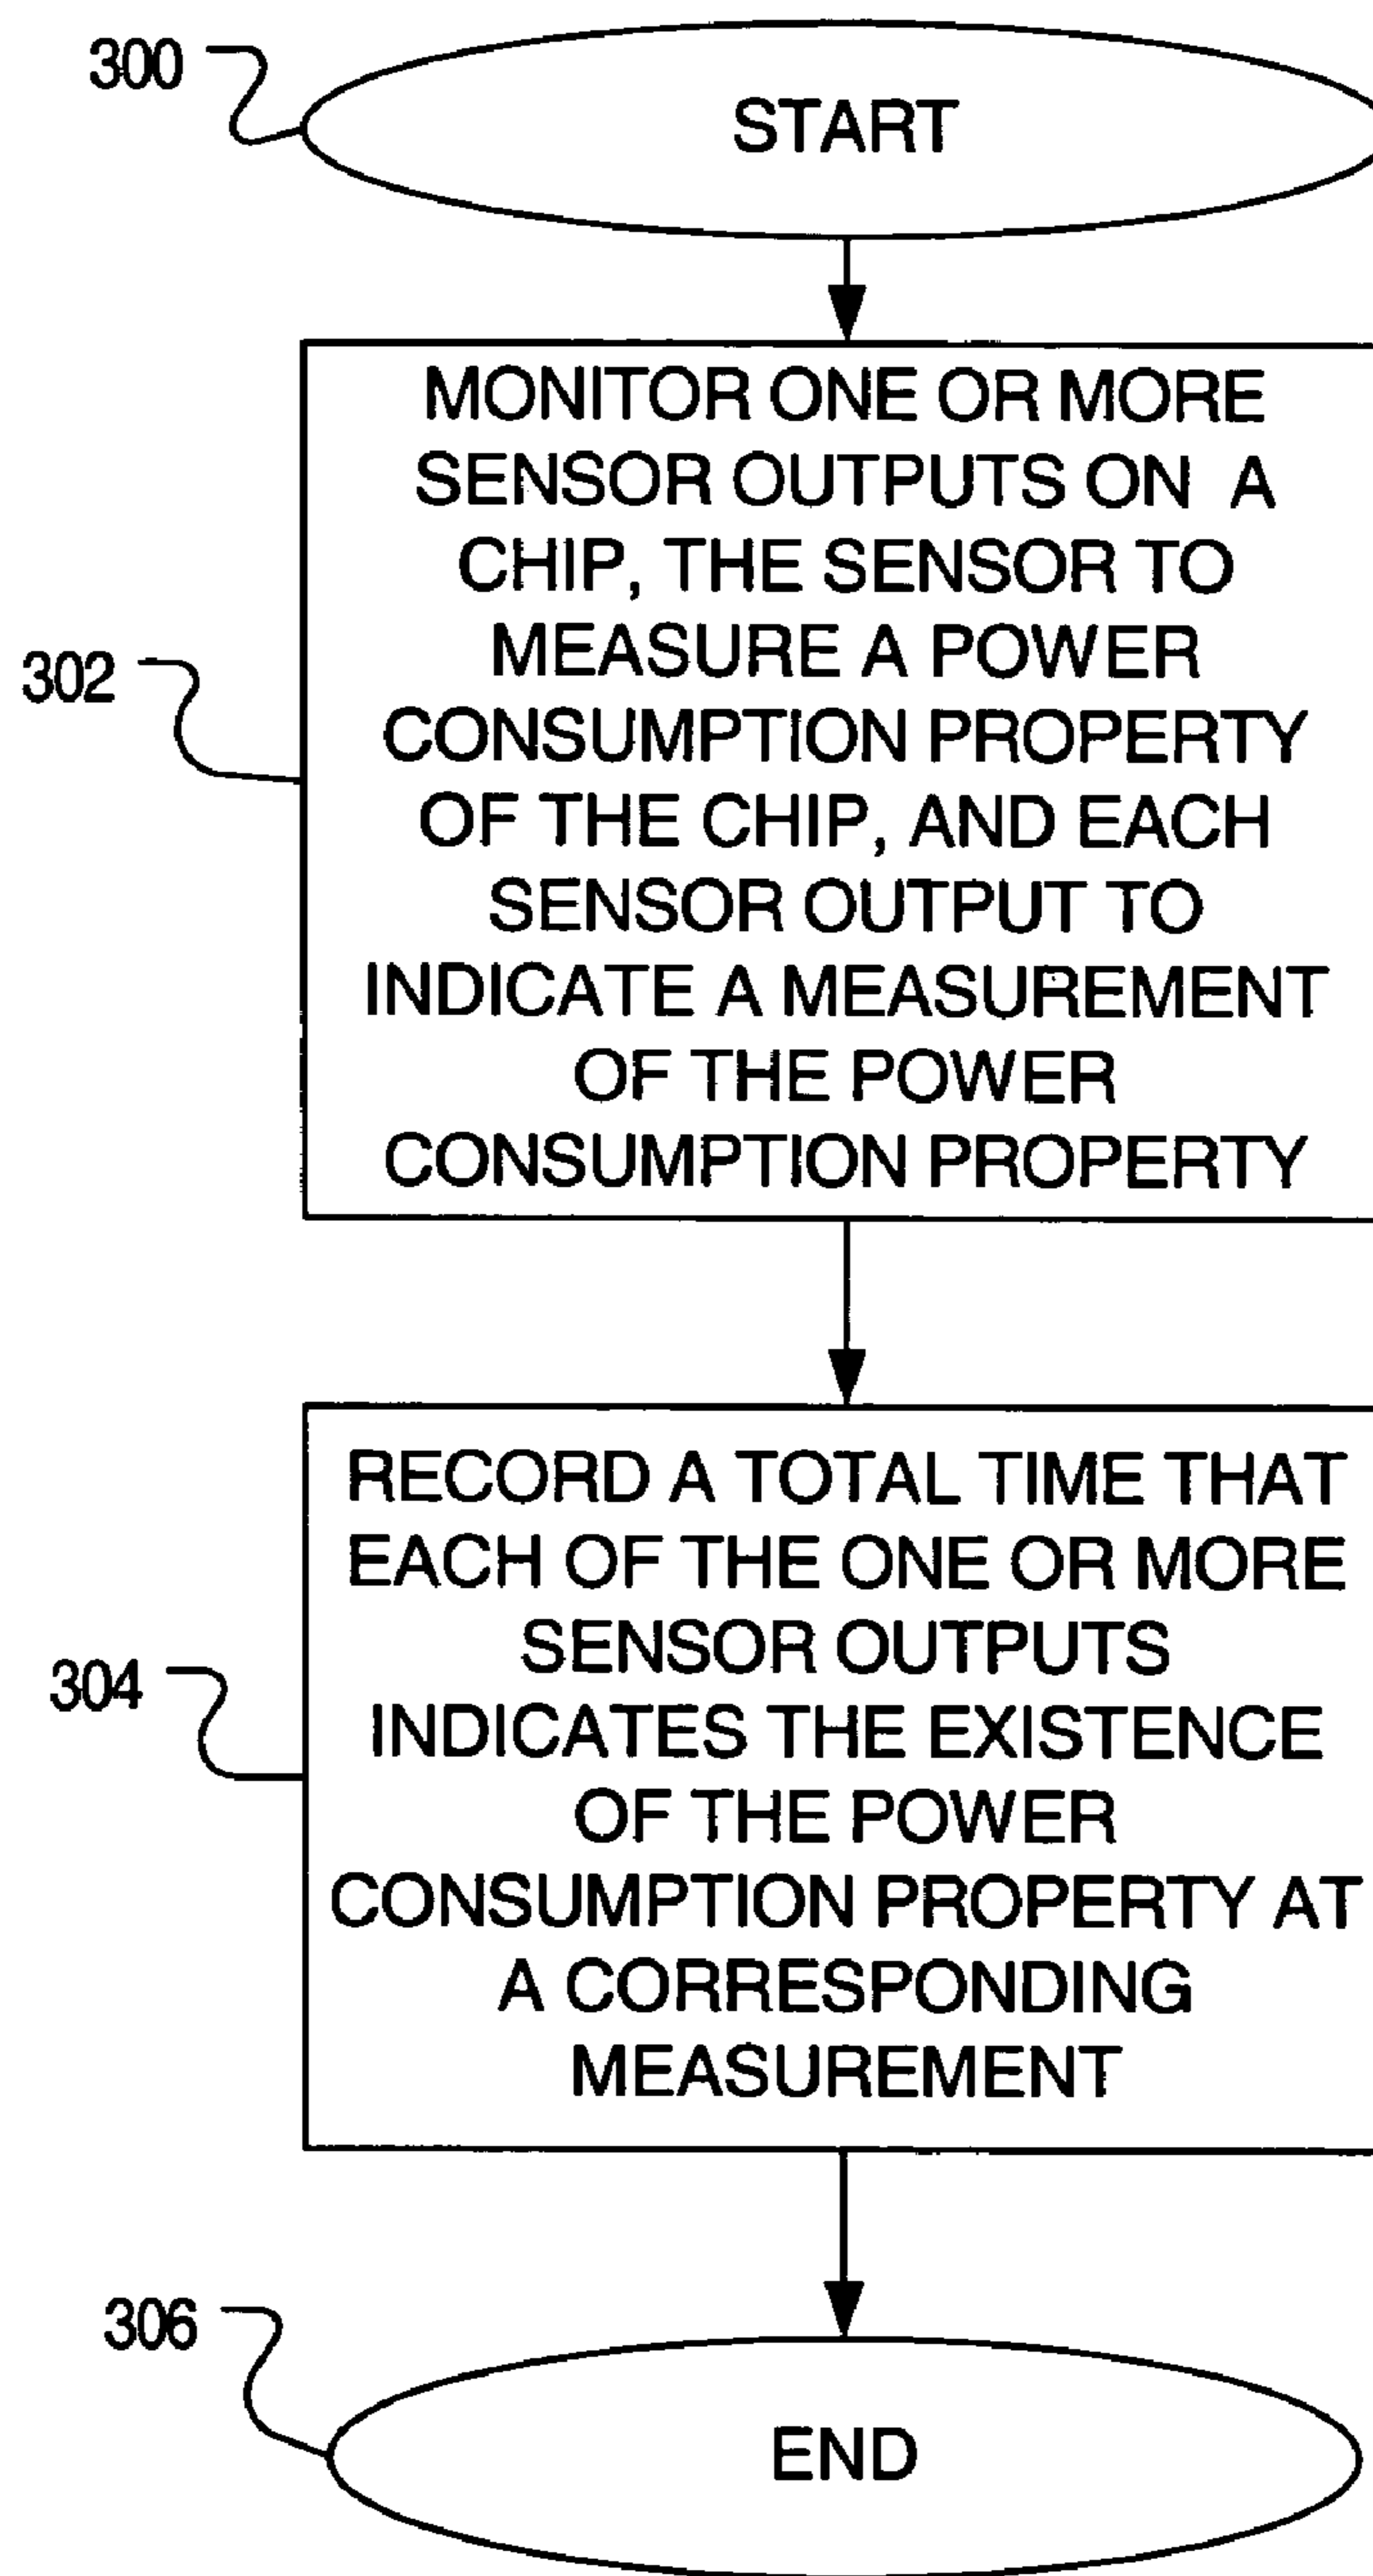 300
START
MONITOR ONE OR MORE
SENSOR OUTPUTS ON A
CHIP, THE SENSOR TO
MEASURE A POWER
CONSUMPTION PROPERTY
OF THE CHIP, AND EACH
SENSOR OUTPUT TO
INDICATE A MEASUREMENT
OF THE POWER
CONSUMPTION PROPERTY
302
RECORD A TOTAL TIME THAT
EACH OF THE ONE OR MORE
SENSOR OUTPUTS
INDICATES THE EXISTENCE
OF THE POWER
CONSUMPTION PROPERTY AT
A CORRESPONDING
MEASUREMENT
304
306
END